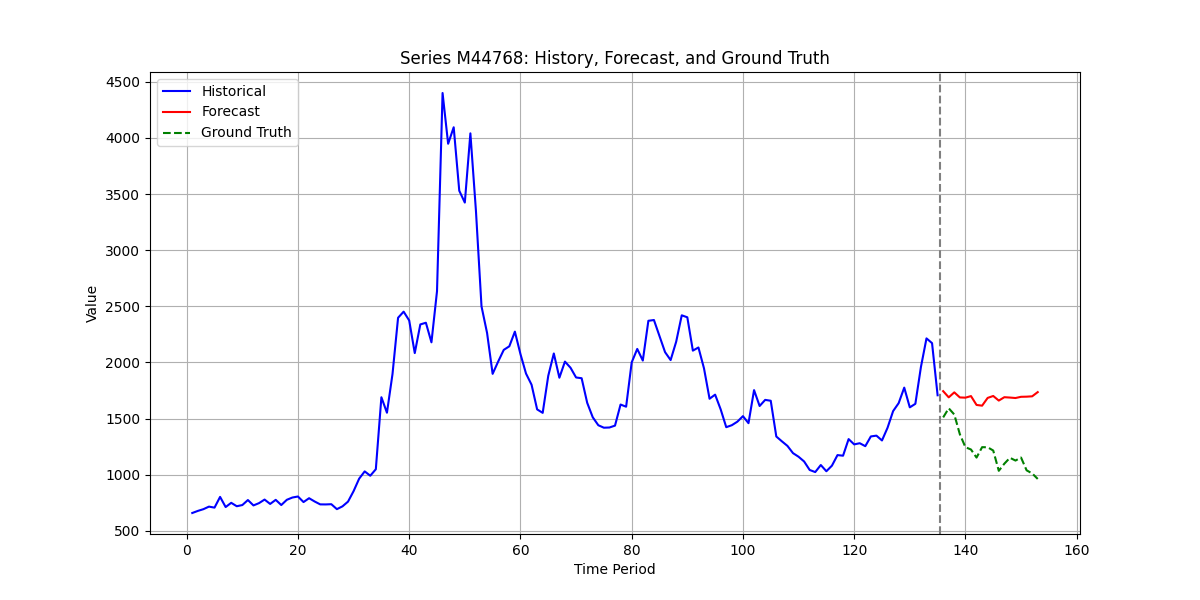 Series M44768: History, Forecast, and Ground Truth
Historical
Forecast
Ground Truth
4500
4000
3500
3000
2500
2000
1500
1000
500
Value
0 20 40 60 80 100 120 140 160
Time Period